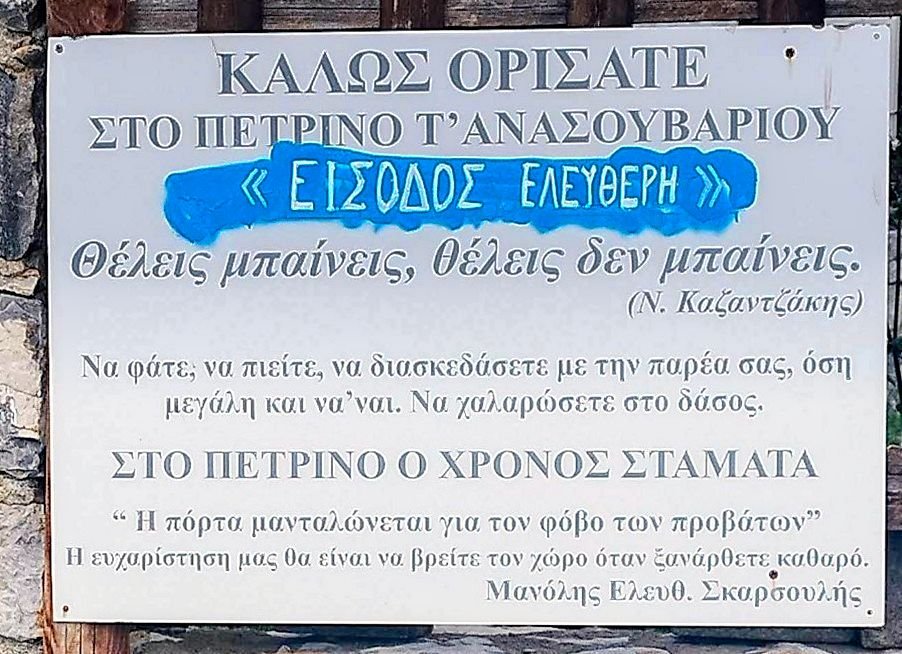 ΚΑΛΩΣ ΟΡΙΣΑΤΕ
ΣΤΟ ΠΕΤΡΙΝΟ Τ’ΑΝΑΣΟΥΒΑΡΙΟΥ
« ΕΙΣΟΔΟΣ ΕΛΕΥΘΕΡΗ »
Θέλεις μπαίνεις, θέλεις δεν μπαίνεις.
(Ν. Καζαντζάκης)
Να φάτε, να πιείτε, να διασκεδάσετε με την παρέα σας, όση
μεγάλη και να’ναι. Να χαλαρώσετε στο δάσος.
ΣΤΟ ΠΕΤΡΙΝΟ Ο ΧΡΟΝΟΣ ΣΤΑΜΑΤΑ
“ Η πόρτα μανταλώνεται για τον φόβο των προβάτων”
Η ευχαρίστηση μας θα είναι να βρείτε τον χώρο όταν ξανάρθετε καθαρό.
Μανόλης Ελευθ. Σκαρσουλής